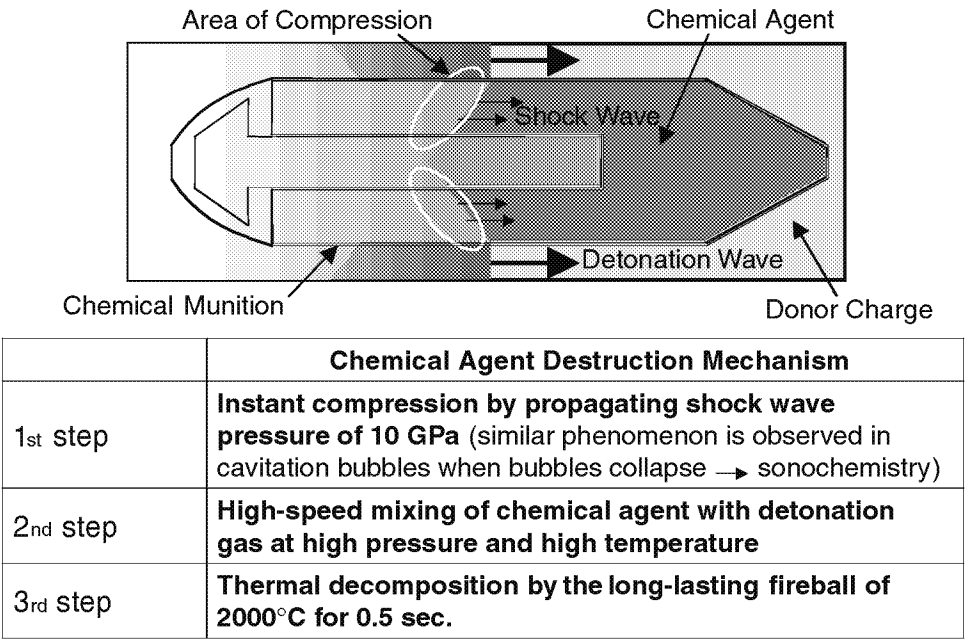 Area of Compression
Chemical Agent
Shock Wave
Detonation Wave
Chemical Munition
Donor Charge
Chemical Agent Destruction Mechanism
1st step
Instant compression by propagating shock wave
pressure of 10 GPa (similar phenomenon is observed in
cavitation bubbles when bubbles collapse → sonochemistry)
2nd step
High-speed mixing of chemical agent with detonation
gas at high pressure and high temperature
3rd step
Thermal decomposition by the long-lasting fireball of
2000°C for 0.5 sec.